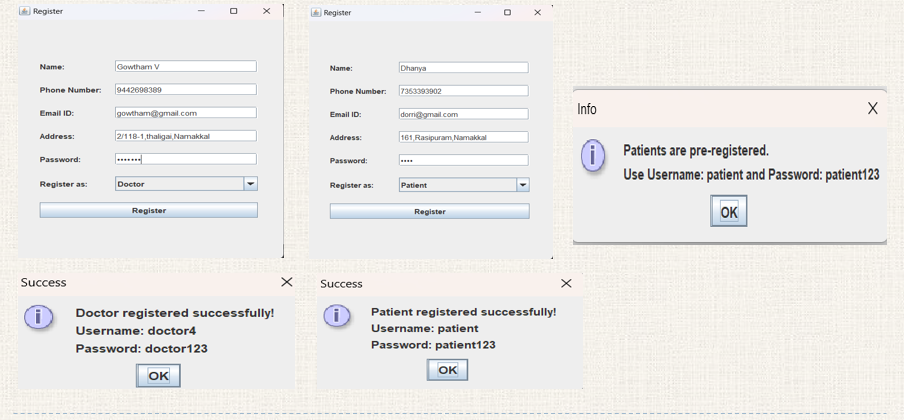 Register
Name: Gowtham V
Phone Number: 9442698389
Email ID: gowtham@gmail.com
Address: 2/118-1,thaligai,Namakkal
Password: •••••••
Register as: Doctor
Register
Register
Name: Dhanya
Phone Number: 7353393902
Email ID: dom@gmail.com
Address: 161,Rasipuram,Namakkal
Password: ••••
Register as: Patient
Register
Info X
Patients are pre-registered.
Use Username: patient and Password: patient123
OK
Success
Doctor registered successfully!
Username: doctor4
Password: doctor123
OK
Success
Patient registered successfully!
Username: patient
Password: patient123
OK